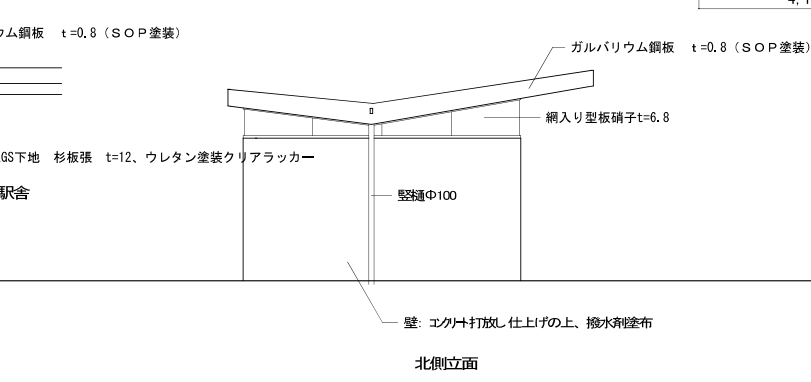 4,1
ウム鋼板 t=0.8（ＳＯＰ塗装）
ガルバリウム鋼板 t=0.8（ＳＯＰ塗装）
網入り型板硝子t=6.8
GS下地 杉板張 t=12、ウレタン塗装クリアラッカー
駅舎
竪樋Φ100
壁: コンクリート打放し仕上げの上、撥水剤塗布
北側立面